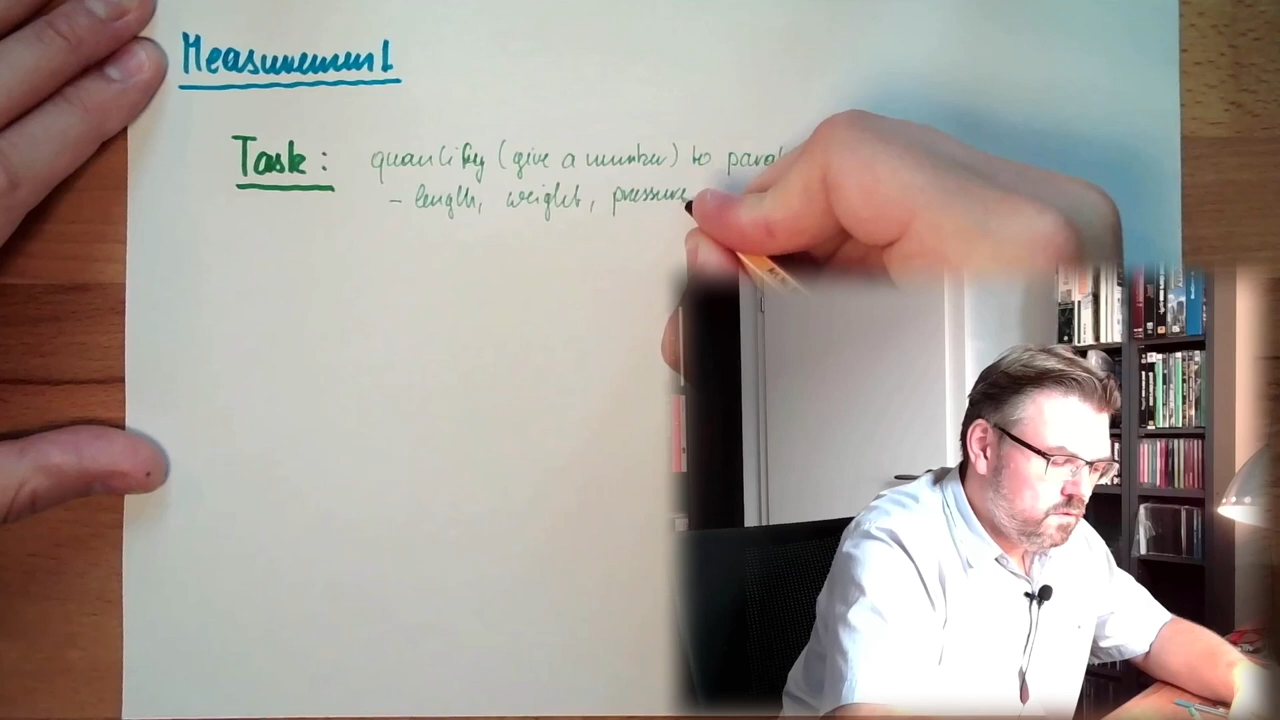 Measurement
Task: quantify (give a number) to
- length, weight, pressure